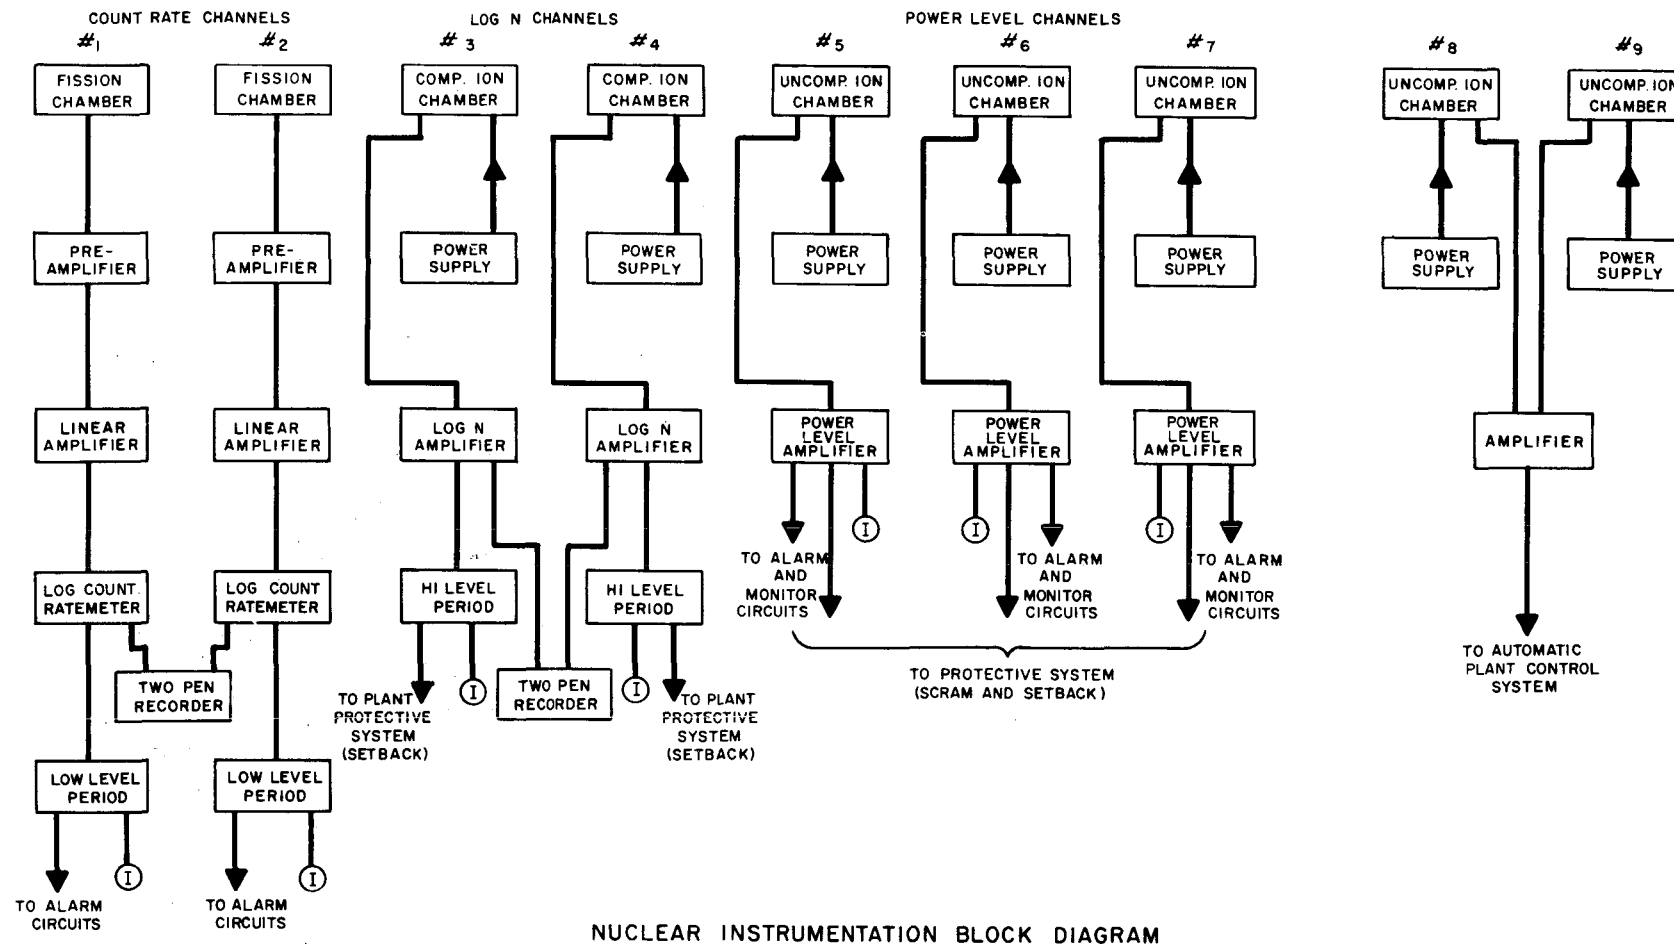 COUNT RATE CHANNELS
LOG N CHANNELS
POWER LEVEL CHANNELS
#1
#2
#3
#4
#5
#6
#7
#8
#9
FISSION
CHAMBER
FISSION
CHAMBER
COMP. ION
CHAMBER
COMP. ION
CHAMBER
UNCOMP. ION
CHAMBER
UNCOMP. ION
CHAMBER
UNCOMP. ION
CHAMBER
UNCOMP. ION
CHAMBER
UNCOMP. ION
CHAMBER
PRE-
AMPLIFIER
PRE-
AMPLIFIER
POWER
SUPPLY
POWER
SUPPLY
POWER
SUPPLY
POWER
SUPPLY
POWER
SUPPLY
POWER
SUPPLY
POWER
SUPPLY
LINEAR
AMPLIFIER
LINEAR
AMPLIFIER
LOG N
AMPLIFIER
LOG N
AMPLIFIER
POWER
LEVEL
AMPLIFIER
POWER
LEVEL
AMPLIFIER
POWER
LEVEL
AMPLIFIER
AMPLIFIER
I
I
I
TO ALARM
AND
MONITOR
CIRCUITS
TO ALARM
AND
MONITOR
CIRCUITS
TO ALARM
AND
MONITOR
CIRCUITS
LOG COUNT
RATEMETER
LOG COUNT
RATEMETER
HI LEVEL
PERIOD
HI LEVEL
PERIOD
TWO PEN
RECORDER
I
TWO PEN
RECORDER
I
TO PLANT
PROTECTIVE
SYSTEM
(SETBACK)
TO PLANT
PROTECTIVE
SYSTEM
(SETBACK)
TO PROTECTIVE SYSTEM
(SCRAM AND SETBACK)
TO AUTOMATIC
PLANT CONTROL
SYSTEM
LOW LEVEL
PERIOD
LOW LEVEL
PERIOD
I
I
TO ALARM
CIRCUITS
TO ALARM
CIRCUITS
NUCLEAR INSTRUMENTATION BLOCK DIAGRAM